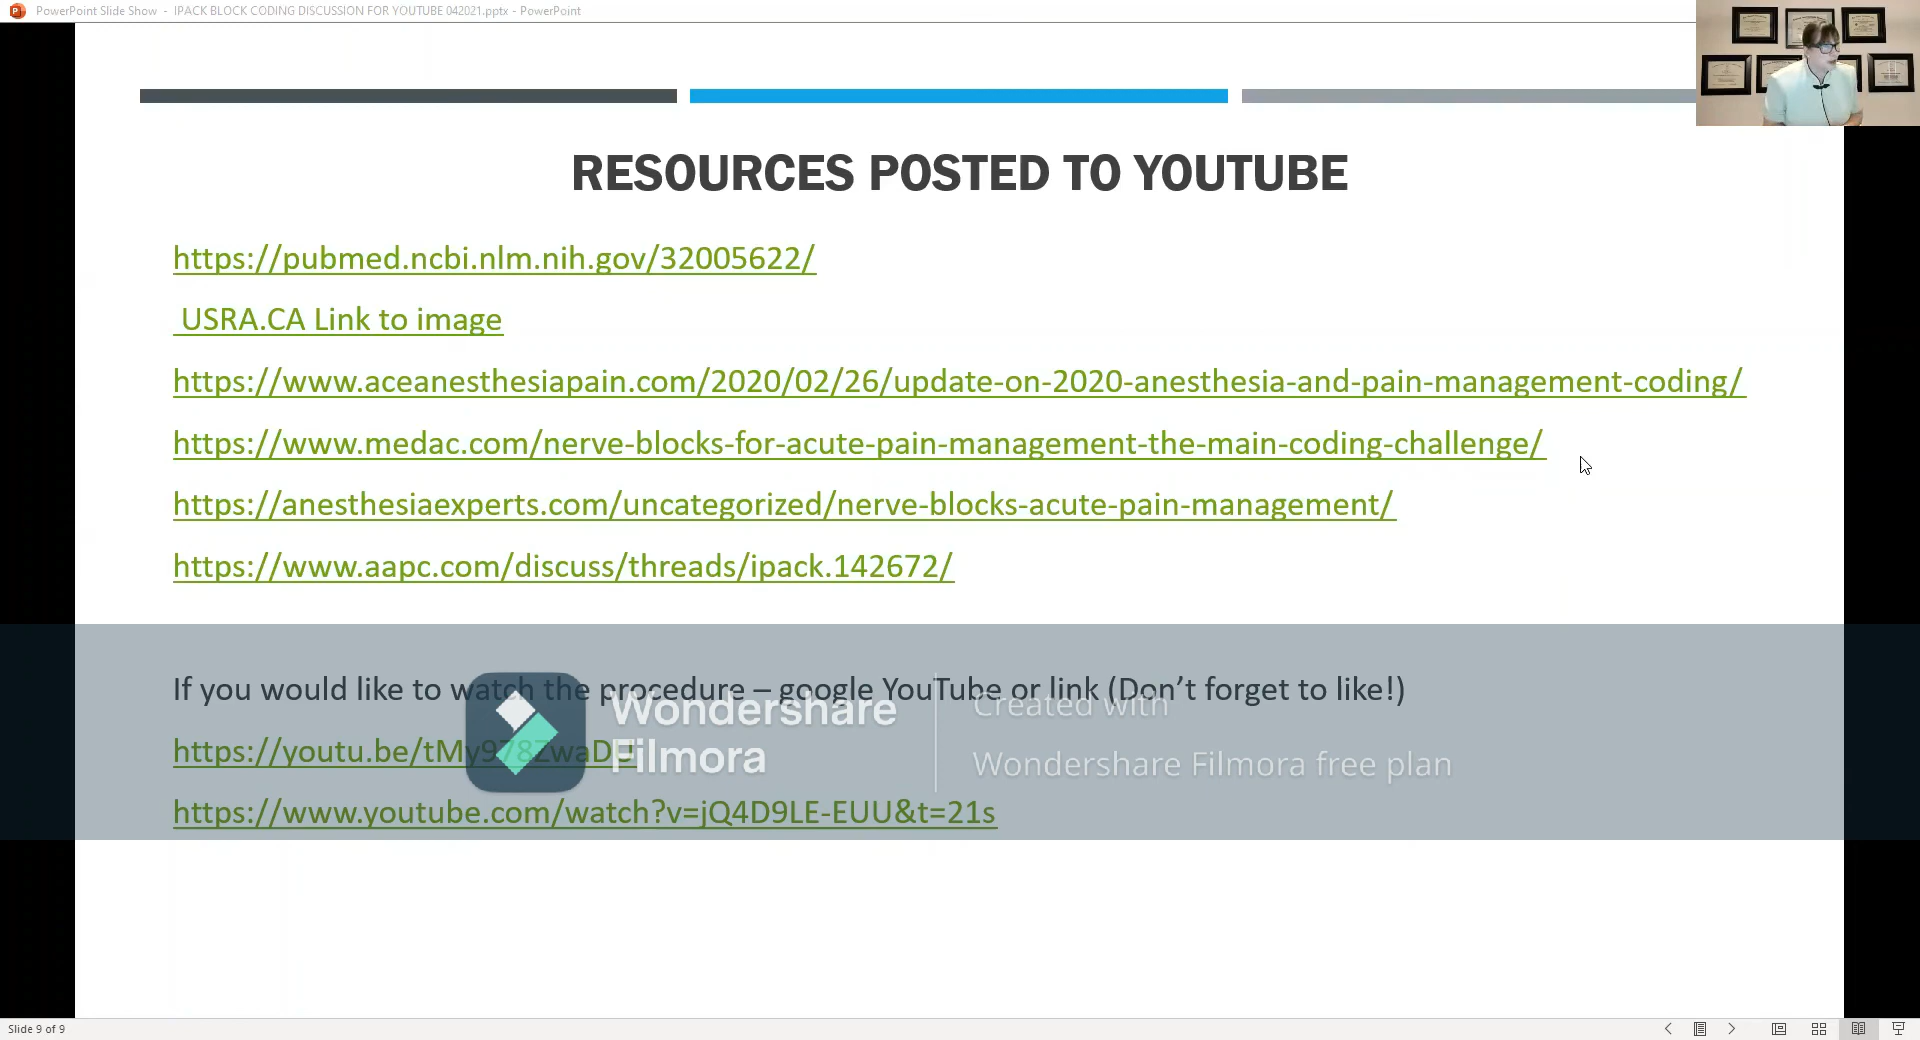 PowerPoint Slide Show - IPACK BLOCK CODING DISCUSSION FOR YOUTUBE 042021.pptx - PowerPoint
RESOURCES POSTED TO YOUTUBE
https://pubmed.ncbi.nlm.nih.gov/32005622/
USRA.CA Link to image
https://www.aceanesthesiapain.com/2020/02/26/update-on-2020-anesthesia-and-pain-management-coding/
https://www.medac.com/nerve-blocks-for-acute-pain-management-the-main-coding-challenge/
https://anesthesiaexperts.com/uncategorized/nerve-blocks-acute-pain-management/
https://www.aapc.com/discuss/threads/ipack.142672/
If you would like to watch the procedure – google YouTube or link (Don't forget to like!)
Wondershare
Filmora
Created with
Wondershare Filmora free plan
https://youtu.be/tMy978ZwaDU
https://www.youtube.com/watch?v=jQ4D9LE-EUU&t=21s
Slide 9 of 9